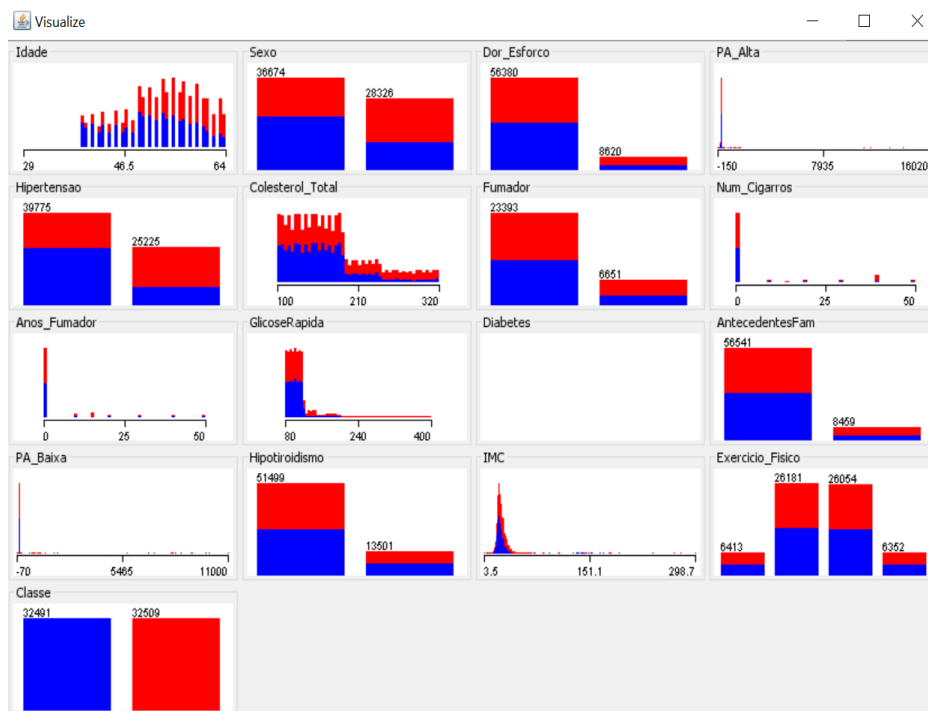 Visualize
Idade
29 46.5 64
Sexo
36674
28326
Dor_Esforco
56380
8620
PA_Alta
-150 7935 16020
Hipertensao
39775
25225
Colesterol_Total
100 210 320
Fumador
23393
6651
Num_Cigarros
0 25 50
Anos_Fumador
0 25 50
GlicoseRapida
80 240 400
Diabetes
AntecedentesFam
56541
8459
PA_Baixa
-70 5465 11000
Hipotiroidismo
51499
13501
IMC
3.5 151.1 298.7
Exercicio_Fisico
6413
26181
26054
6352
Classe
32491
32509